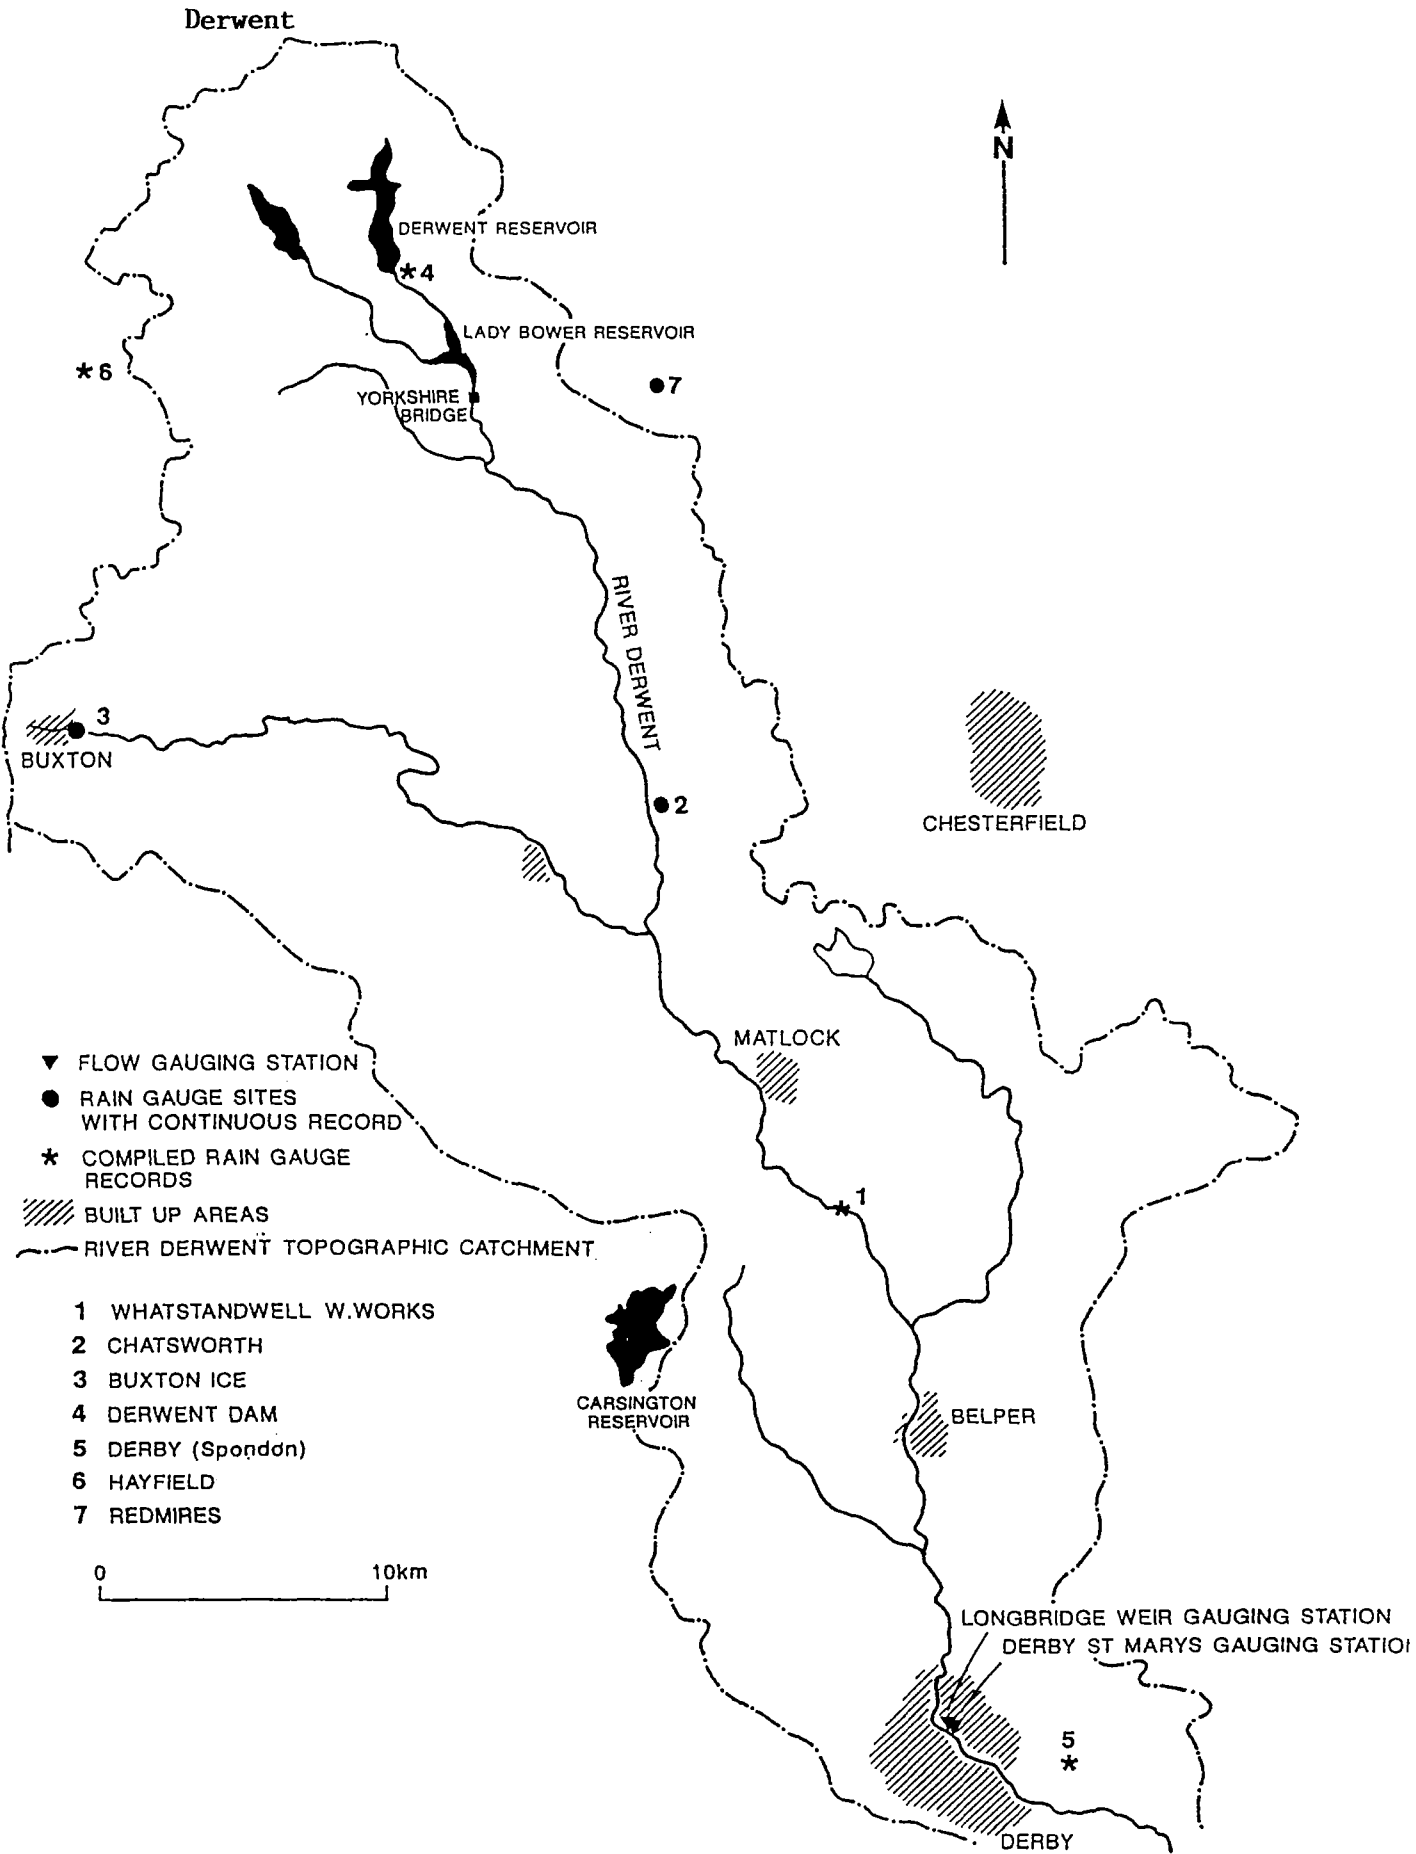 Derwent
N
DERWENT RESERVOIR
4
LADY BOWER RESERVOIR
6
7
YORKSHIRE
BRIDGE
RIVER DERWENT
3
BUXTON
2
CHESTERFIELD
MATLOCK
FLOW GAUGING STATION
RAIN GAUGE SITES
WITH CONTINUOUS RECORD
COMPILED RAIN GAUGE
RECORDS
BUILT UP AREAS
RIVER DERWENT TOPOGRAPHIC CATCHMENT
1
1 WHATSTANDWELL W.WORKS
2 CHATSWORTH
3 BUXTON ICE
4 DERWENT DAM
5 DERBY (Spondon)
6 HAYFIELD
7 REDMIRES
CARSINGTON
RESERVOIR
BELPER
0 10km
LONGBRIDGE WEIR GAUGING STATION
DERBY ST MARYS GAUGING STATIO
5
DERBY